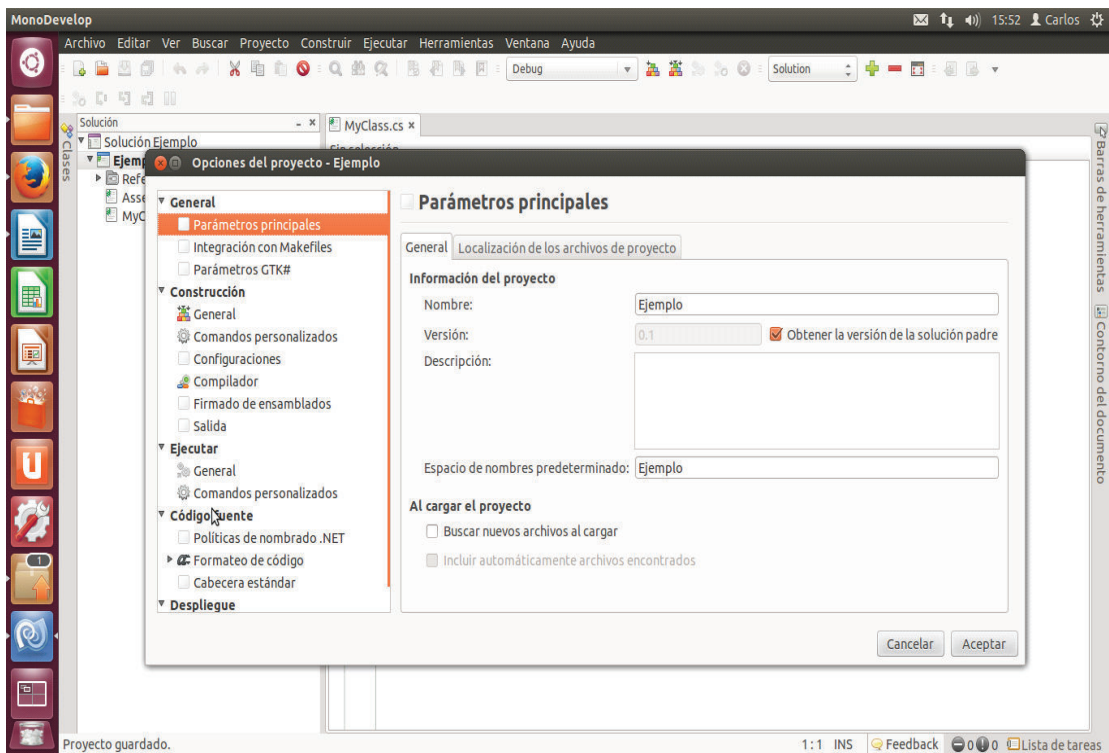 MonoDevelop 15:52 Carlos
Archivo Editar Ver Buscar Proyecto Construir Ejecutar Herramientas Ventana Ayuda
Debug Solution
Solución
MyClass.cs
Solución Ejemplo
Clases
Barras de herramientas
Contorno del documento
Opciones del proyecto - Ejemplo
General
Parámetros principales
Integración con Makefiles
Parámetros GTK#
Construcción
General
Comandos personalizados
Configuraciones
Compilador
Firmado de ensamblados
Salida
Ejecutar
General
Comandos personalizados
Código fuente
Políticas de nombrado .NET
Formateo de código
Cabecera estándar
Despliegue
Parámetros principales
General Localización de los archivos de proyecto
Información del proyecto
Nombre: Ejemplo
Versión: 0.1 Obtener la versión de la solución padre
Descripción:
Espacio de nombres predeterminado: Ejemplo
Al cargar el proyecto
Buscar nuevos archivos al cargar
Incluir automáticamente archivos encontrados
Cancelar Aceptar
1
Proyecto guardado. 1:1 INS Feedback 0 0 Lista de tareas